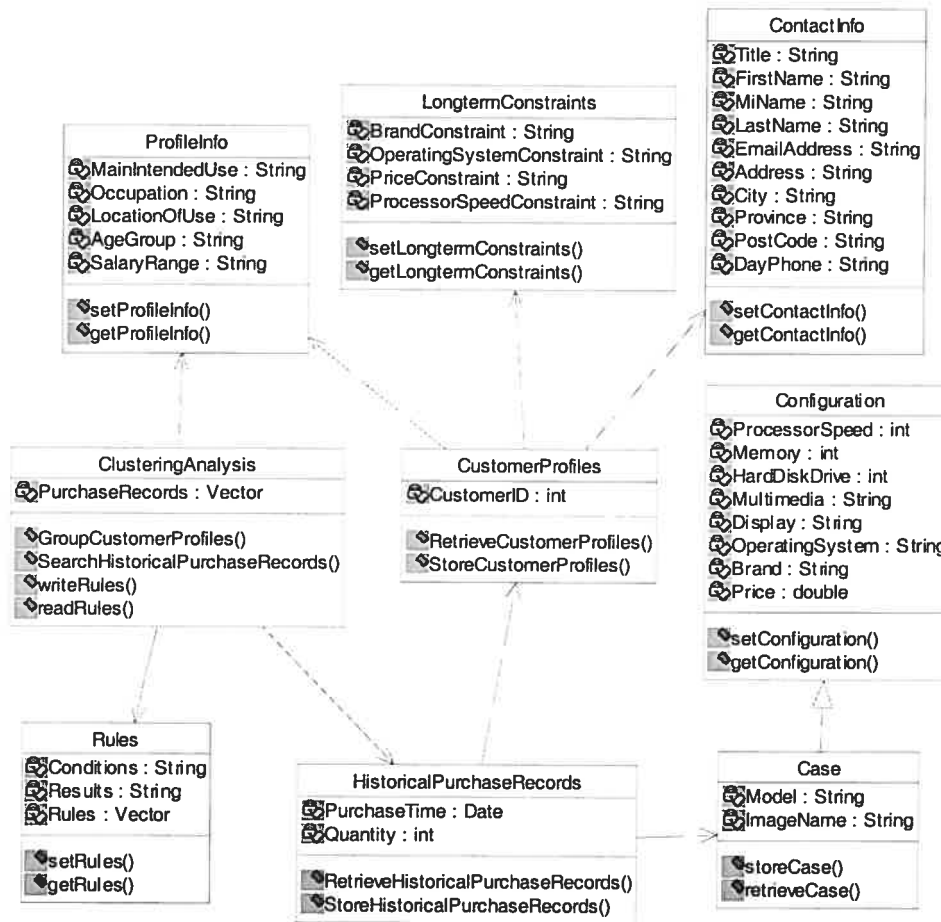 ContactInfo
Title : String
FirstName : String
MiName : String
LastName : String
EmailAddress : String
Address : String
City : String
Province : String
PostCode : String
DayPhone : String
setContactInfo()
getContactInfo()
LongtermConstraints
BrandConstraint : String
OperatingSystemConstraint : String
PriceConstraint : String
ProcessorSpeedConstraint : String
setLongtermConstraints()
getLongtermConstraints()
ProfileInfo
MainIntendedUse : String
Occupation : String
LocationOfUse : String
AgeGroup : String
SalaryRange : String
setProfileInfo()
getProfileInfo()
Configuration
ProcessorSpeed : int
Memory : int
HardDiskDrive : int
Multimedia : String
Display : String
OperatingSystem : String
Brand : String
Price : double
setConfiguration()
getConfiguration()
ClusteringAnalysis
PurchaseRecords : Vector
GroupCustomerProfiles()
SearchHistoricalPurchaseRecords()
writeRules()
readRules()
CustomerProfiles
CustomerID : int
RetrieveCustomerProfiles()
StoreCustomerProfiles()
Rules
Conditions : String
Results : String
Rules : Vector
setRules()
getRules()
HistoricalPurchaseRecords
PurchaseTime : Date
Quantity : int
RetrieveHistoricalPurchaseRecords()
StoreHistoricalPurchaseRecords()
Case
Model : String
ImageName : String
storeCase()
retrieveCase()